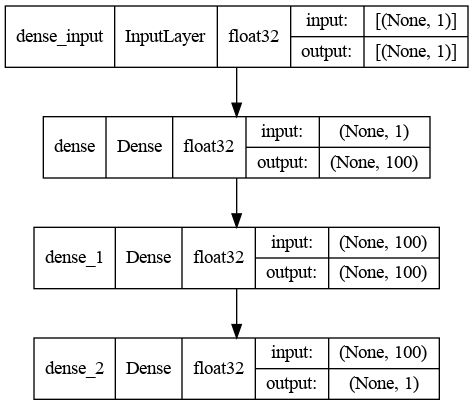 dense_input InputLayer float32 input: [(None, 1)]
output: [(None, 1)]
dense Dense float32 input: (None, 1)
output: (None, 100)
dense_1 Dense float32 input: (None, 100)
output: (None, 100)
dense_2 Dense float32 input: (None, 100)
output: (None, 1)